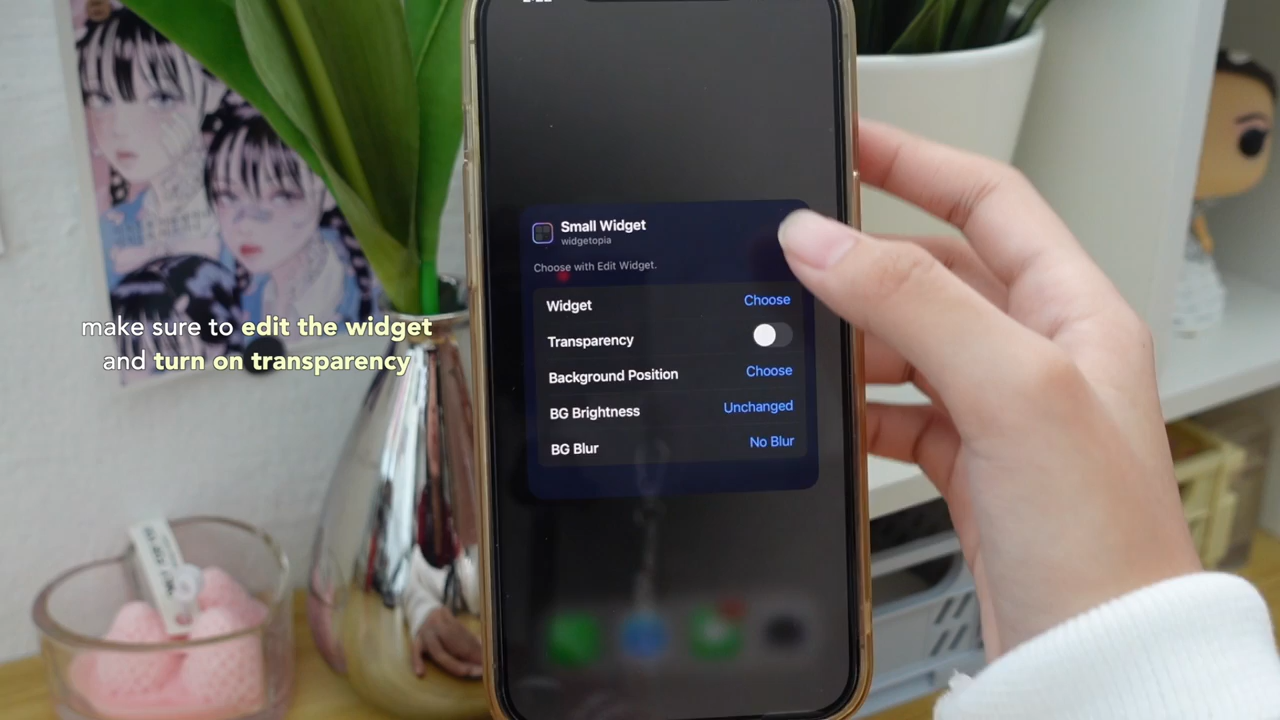 make sure to edit the widget
and turn on transparency
Small Widget
widgetopia
Choose with Edit Widget.
Widget Choose
Transparency
Background Position Choose
BG Brightness Unchanged
BG Blur No Blur